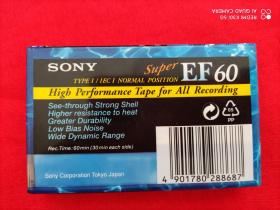 REDMI K30
AI QUAD CAMERA
SONY Super EF60
TYPE I / IEC I NORMAL POSITION
High Performance Tape for All Recording
See-through Strong Shell
Higher resistance to heat
Greater Durability
Low Bias Noise
Wide Dynamic Range
Rec.Time: 60min (30 min each side)
PP
Sony Corporation Tokyo Japan
4 901780 288687